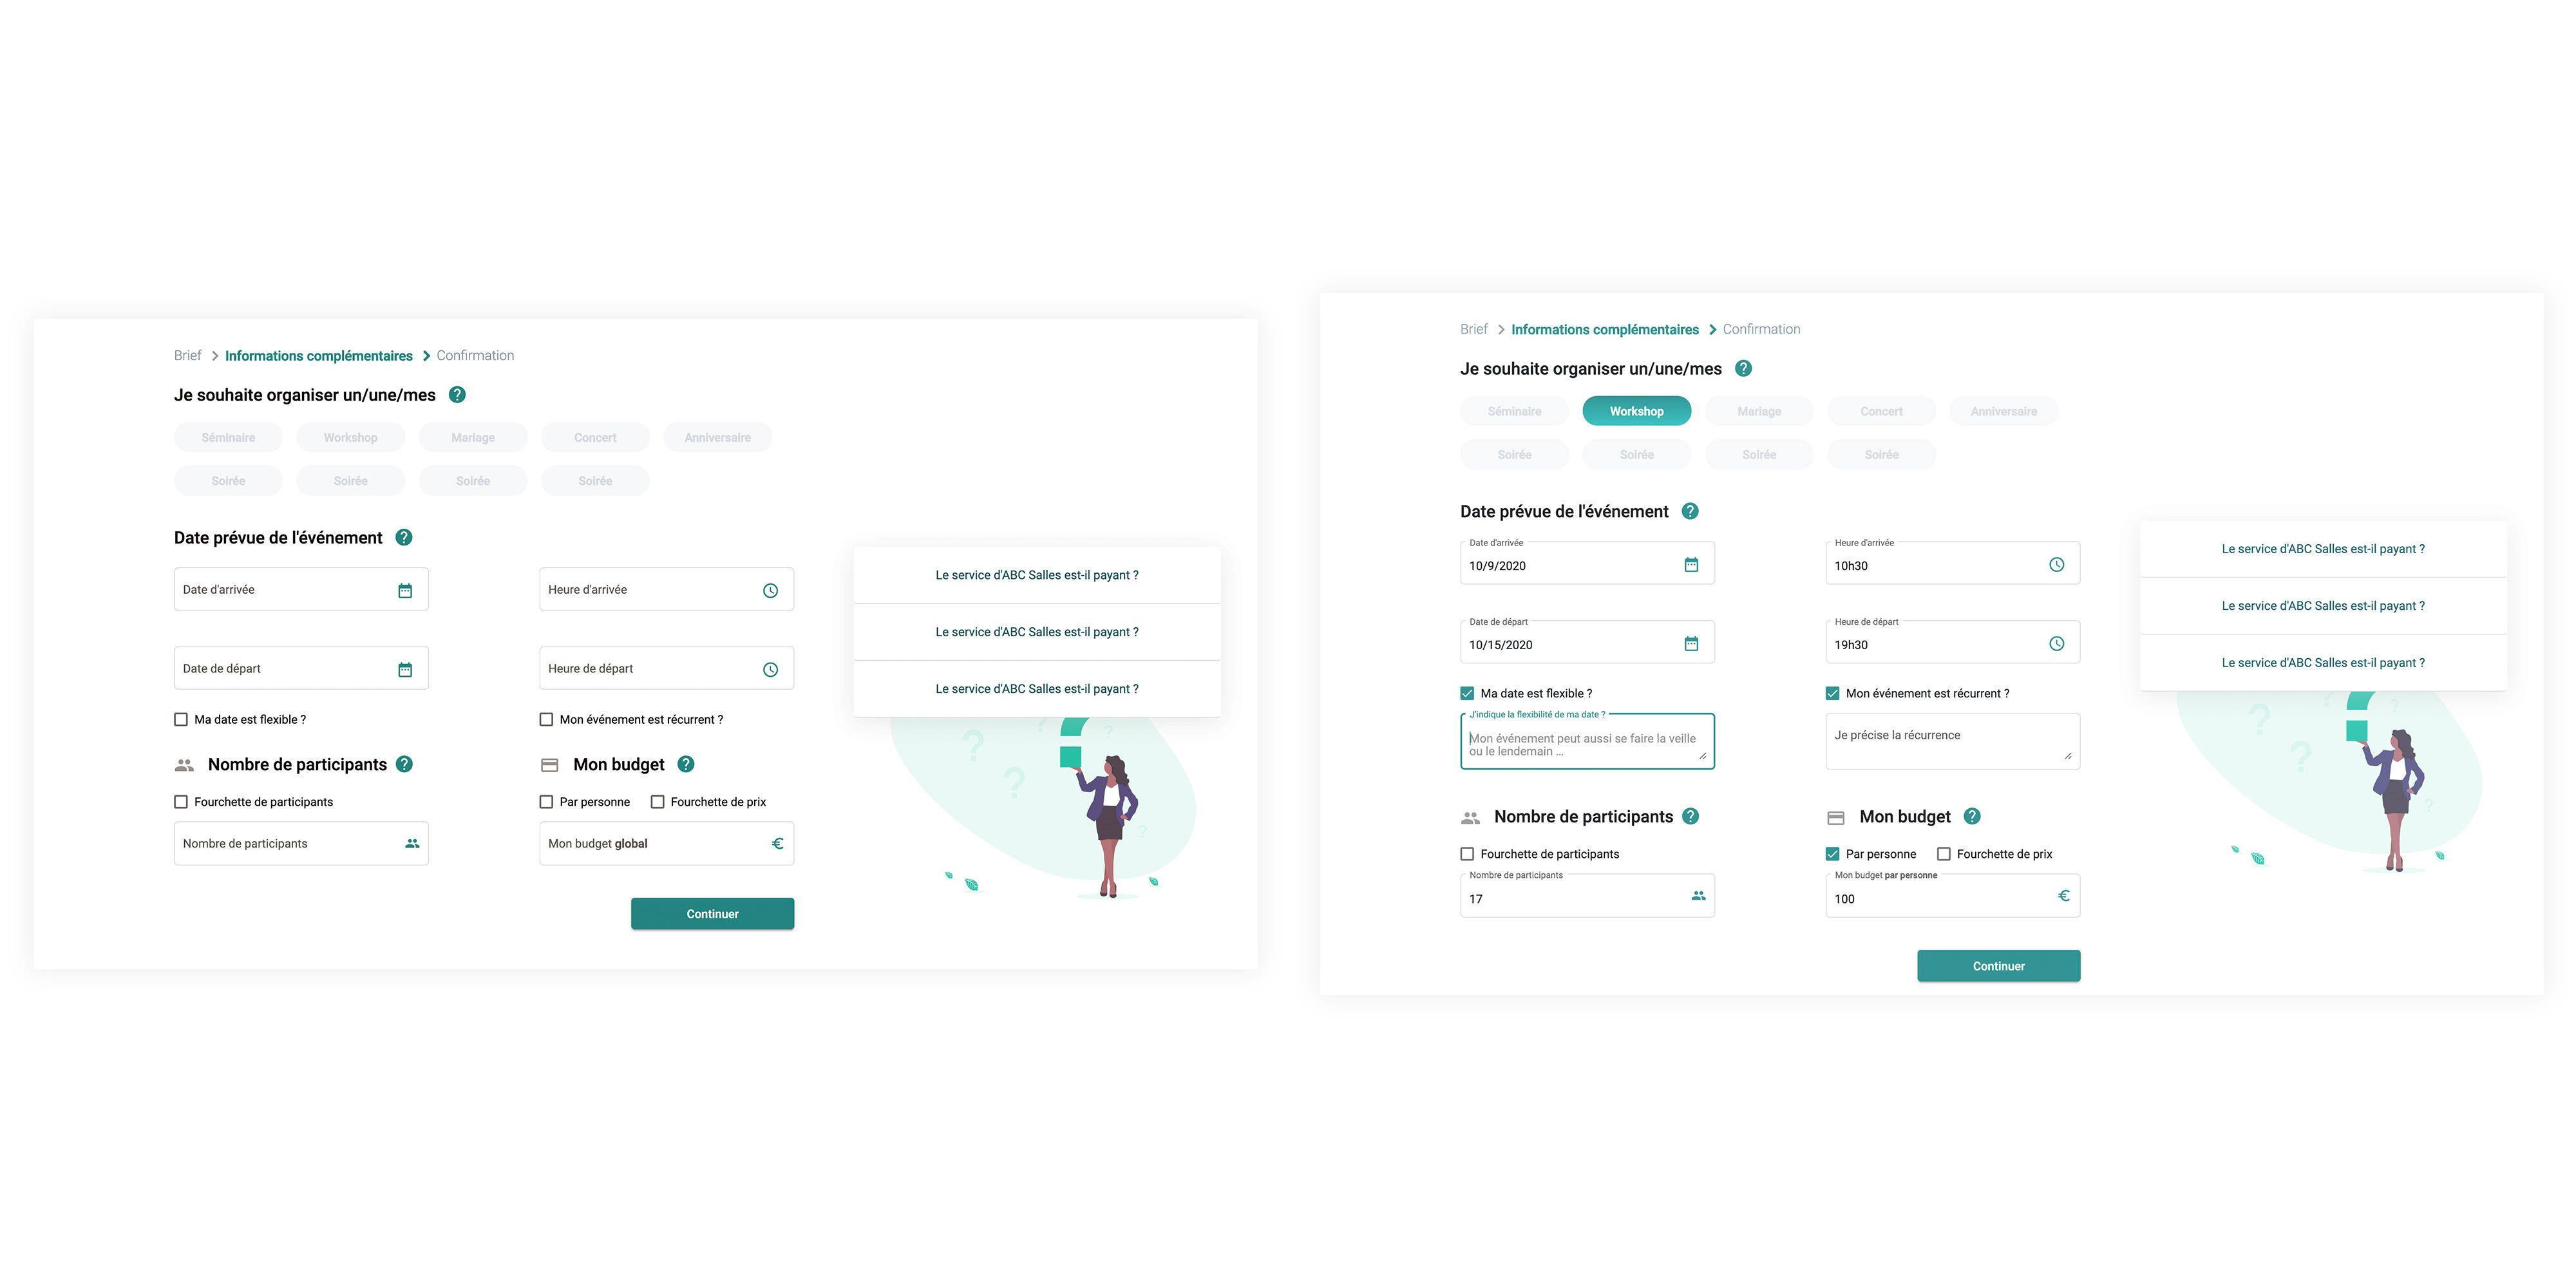 Brief > Informations complémentaires > Confirmation
Je souhaite organiser un/une/mes ?
Séminaire Workshop Mariage Concert Anniversaire
Soirée Soirée Soirée Soirée
Date prévue de l'événement ?
Date d'arrivée Heure d'arrivée
Date de départ Heure de départ
Ma date est flexible ? Mon événement est récurrent ?
Nombre de participants ? Mon budget ?
Fourchette de participants Par personne Fourchette de prix
Nombre de participants Mon budget global €
Continuer
Le service d'ABC Salles est-il payant ?
Le service d'ABC Salles est-il payant ?
Le service d'ABC Salles est-il payant ?
Brief > Informations complémentaires > Confirmation
Je souhaite organiser un/une/mes ?
Séminaire Workshop Mariage Concert Anniversaire
Soirée Soirée Soirée Soirée
Date prévue de l'événement ?
Date d'arrivée Heure d'arrivée
10/9/2020 10h30
Date de départ Heure de départ
10/15/2020 19h30
Ma date est flexible ? Mon événement est récurrent ?
J'indique la flexibilité de ma date ?
Mon événement peut aussi se faire la veille
ou le lendemain ...
Je précise la récurrence
Nombre de participants ? Mon budget ?
Fourchette de participants Par personne Fourchette de prix
Nombre de participants Mon budget par personne
17 100 €
Continuer
Le service d'ABC Salles est-il payant ?
Le service d'ABC Salles est-il payant ?
Le service d'ABC Salles est-il payant ?